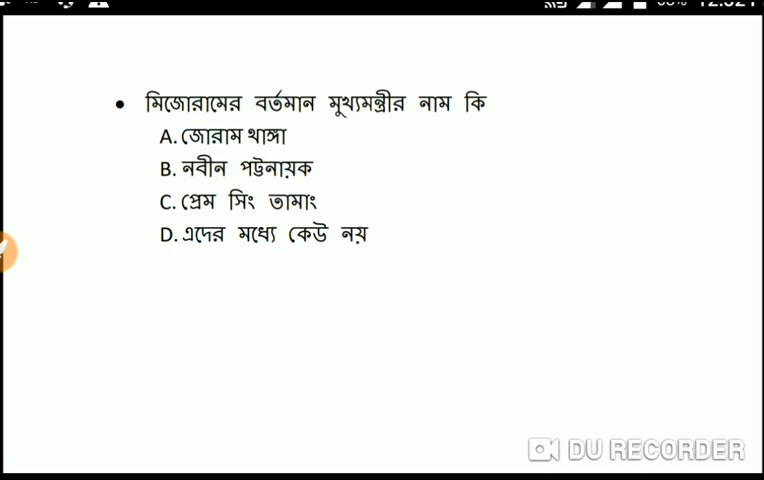 • মিজোরামের বর্তমান মুখ্যমন্ত্রীর নাম কি
A. জোরাম থাঙ্গা
B. নবীন পট্টনায়ক
C. প্রেম সিং তামাং
D. এদের মধ্যে কেউ নয়
DU RECORDER